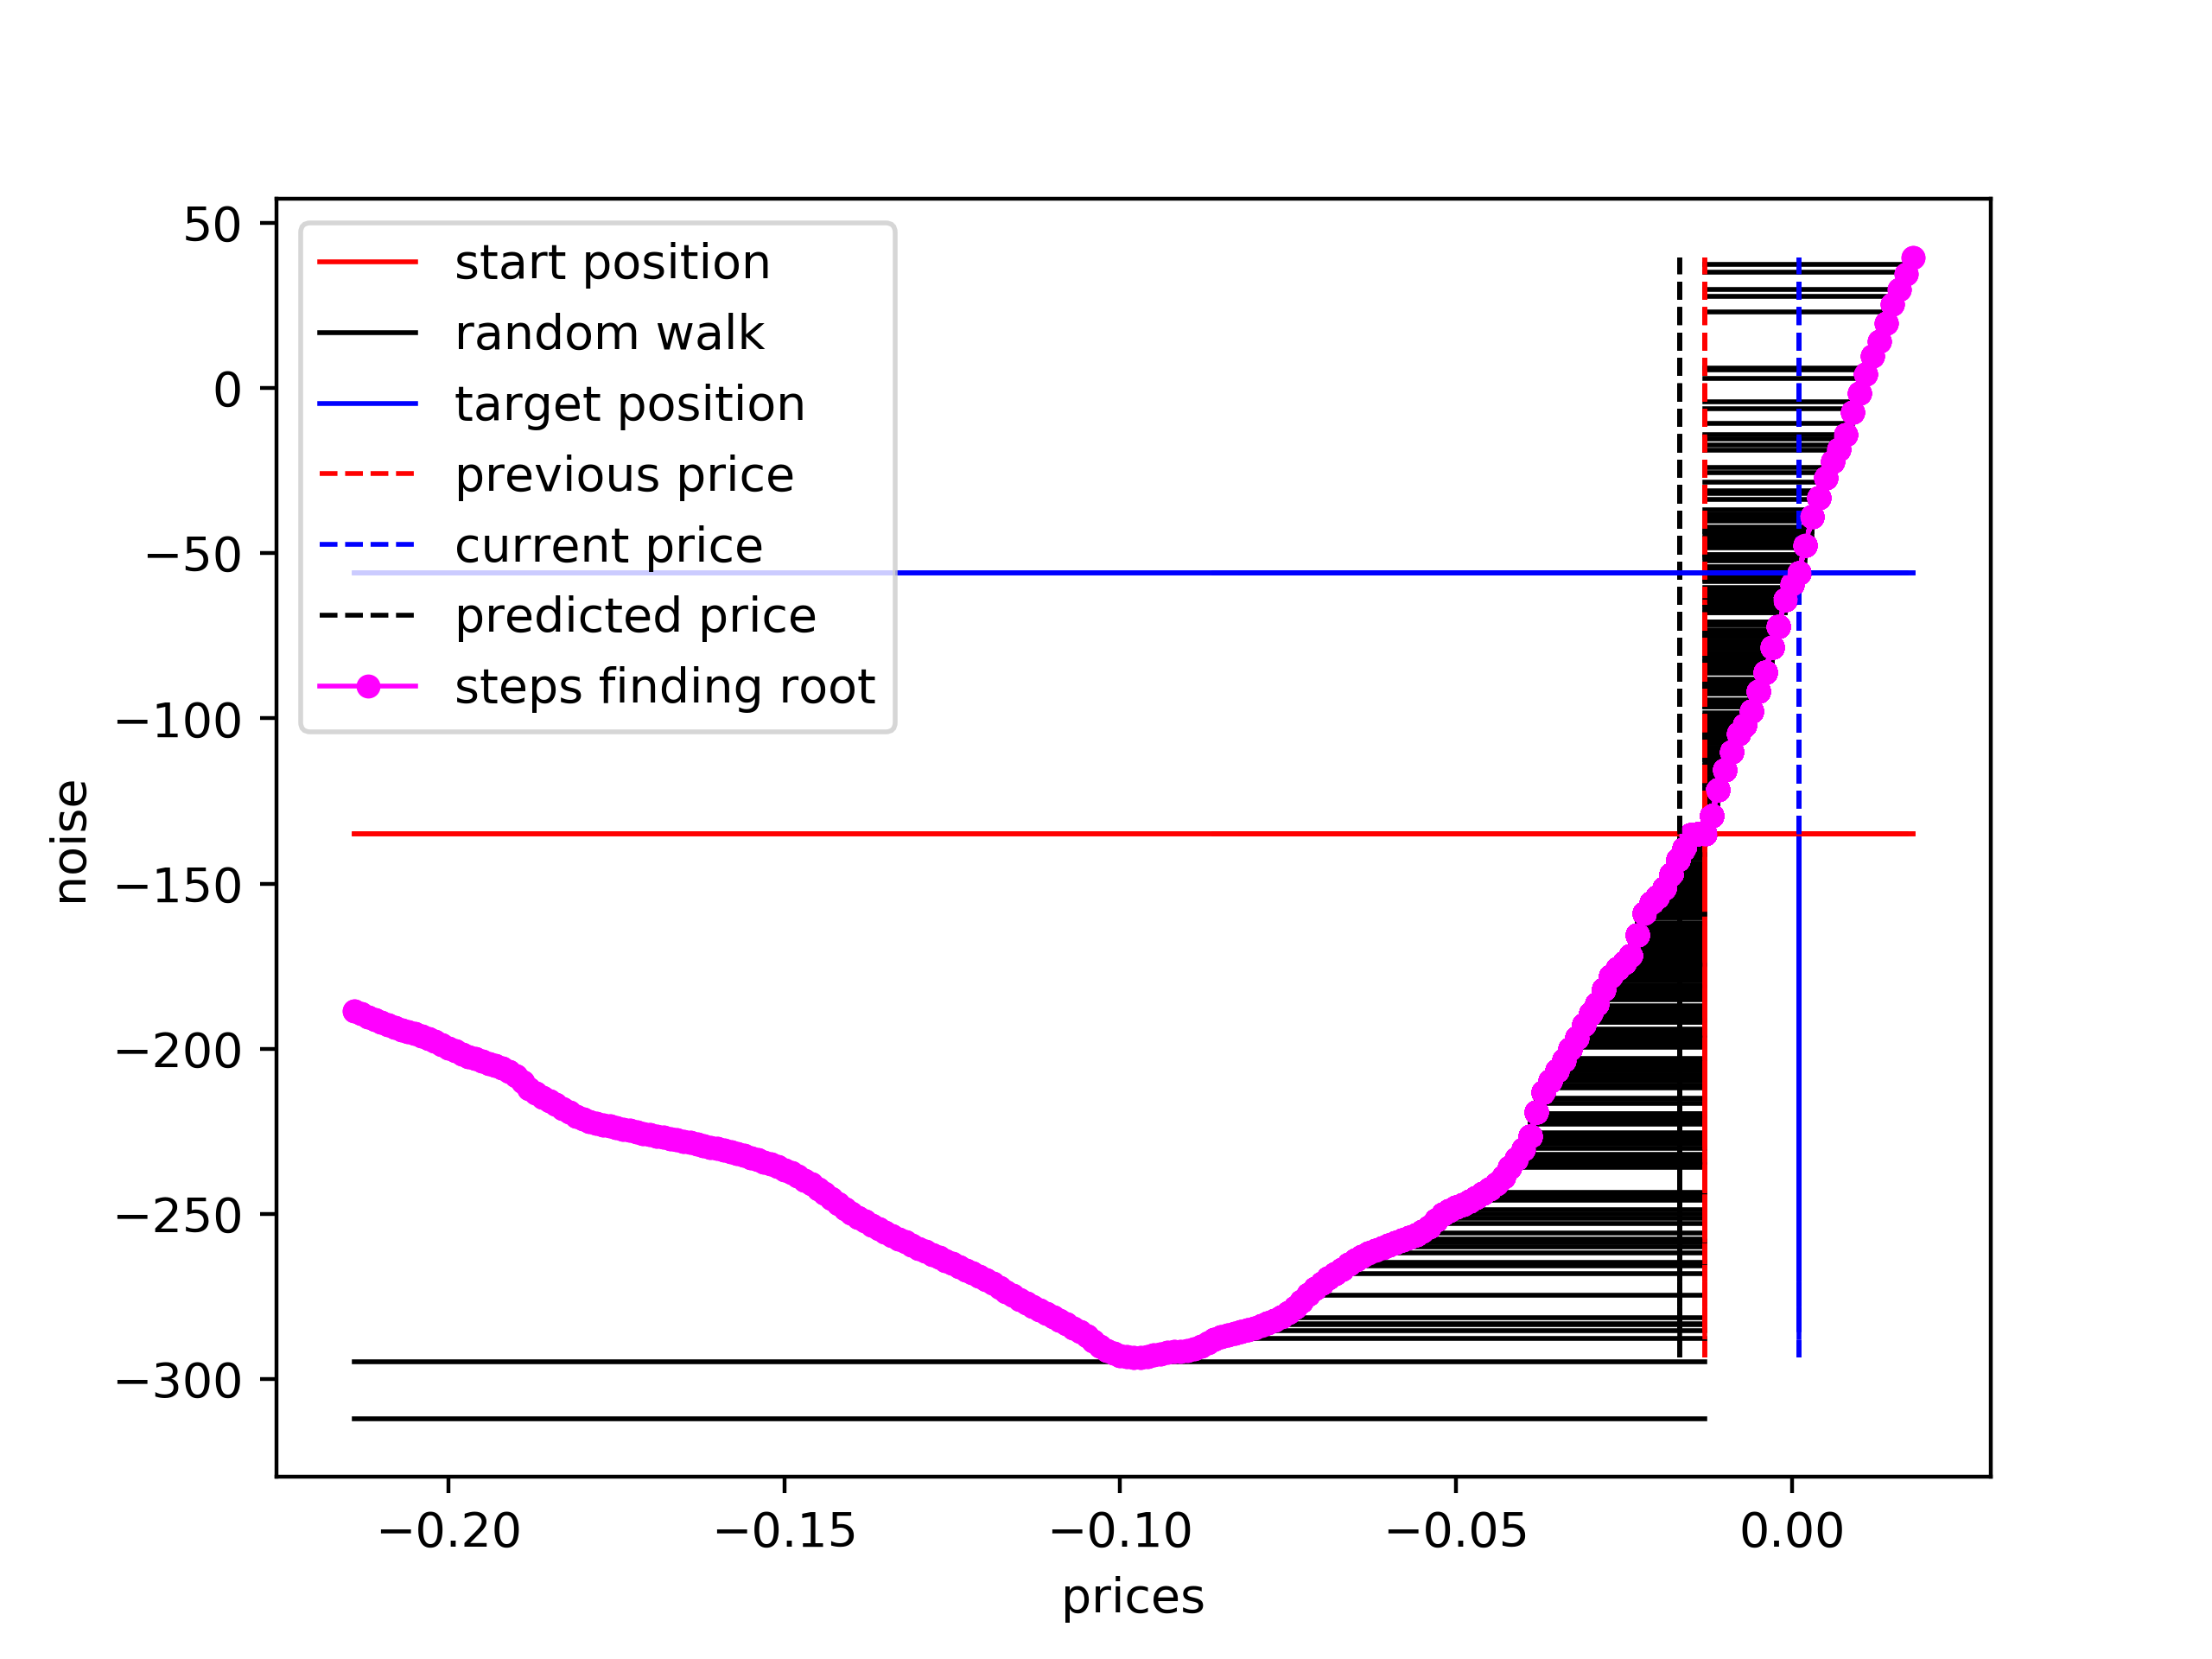 50
0
−50
−100
−150
−200
−250
−300
noise
start position
random walk
target position
previous price
current price
predicted price
steps finding root
−0.20 −0.15 −0.10 −0.05 0.00
prices